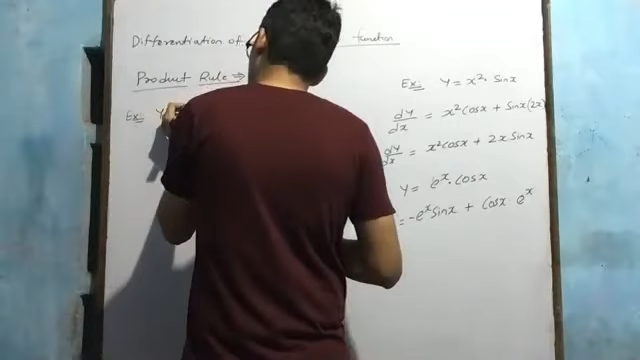 Differentiation of function
Product Rule ⇒
Ex: Y
Ex: Y = x². Sinx
dY/dx = x² Cosx + Sinx(2x)
dY/dx = x² Cosx + 2x Sinx
Y = eˣ. Cosx
= -eˣ Sinx + Cosx eˣ